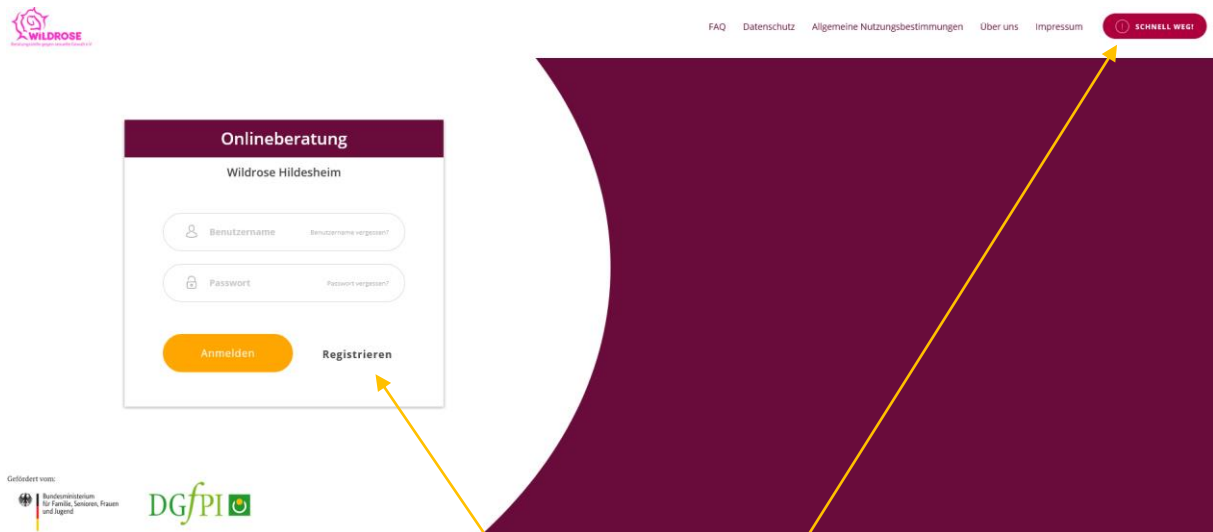 WILDROSE
FAQ Datenschutz Allgemeine Nutzungsbestimmungen Über uns Impressum SCHNELL WEG!
Onlineberatung
Wildrose Hildesheim
Benutzername Benutzername vergessen?
Passwort Passwort vergessen?
Anmelden Registrieren
Gefördert vom:
Bundesministerium
für Familie, Senioren, Frauen
und Jugend
DGfPI